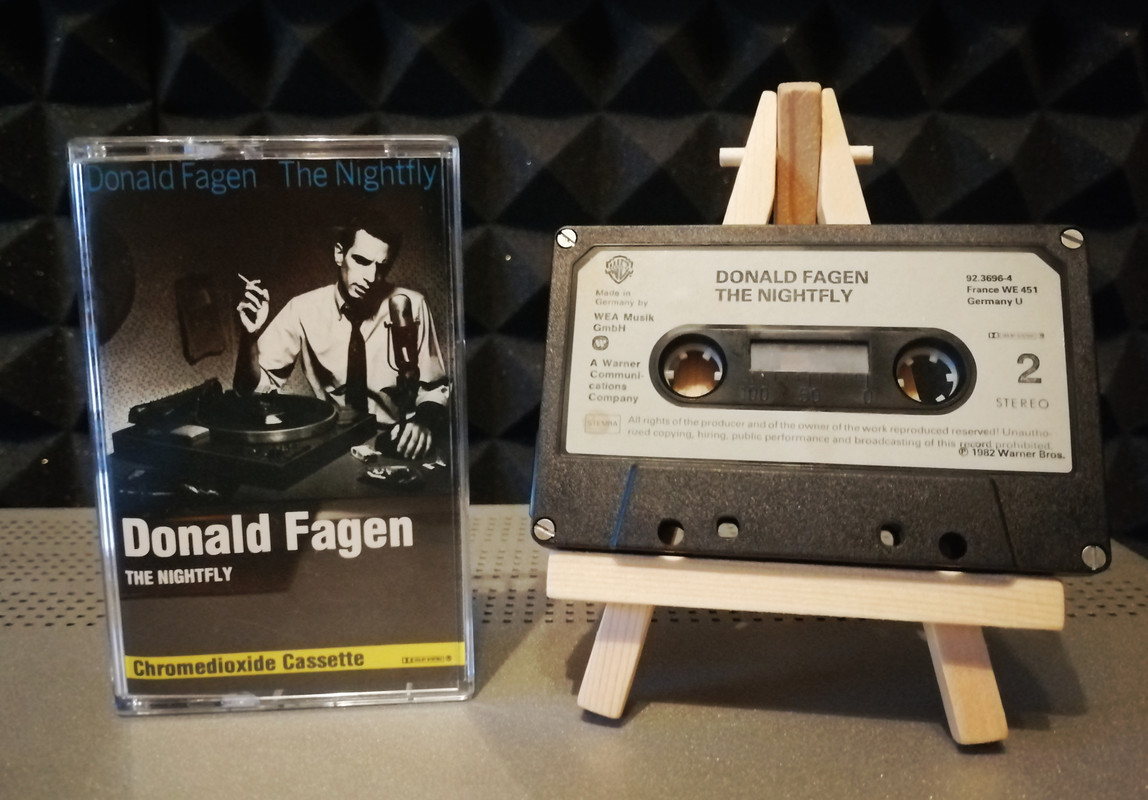 Donald Fagen The Nightfly
Donald Fagen
THE NIGHTFLY
Chromedioxide Cassette
Made in
Germany by
WEA Musik
GmbH
A Warner
Communi-
cations
Company
DONALD FAGEN
THE NIGHTFLY
92.3696-4
France WE 451
Germany U
2
STEREO
100 50 0
STEMRA
All rights of the producer and of the owner of the work reproduced reserved! Unautho-
rized copying, hiring, public performance and broadcasting of this record prohibited.
℗ 1982 Warner Bros.